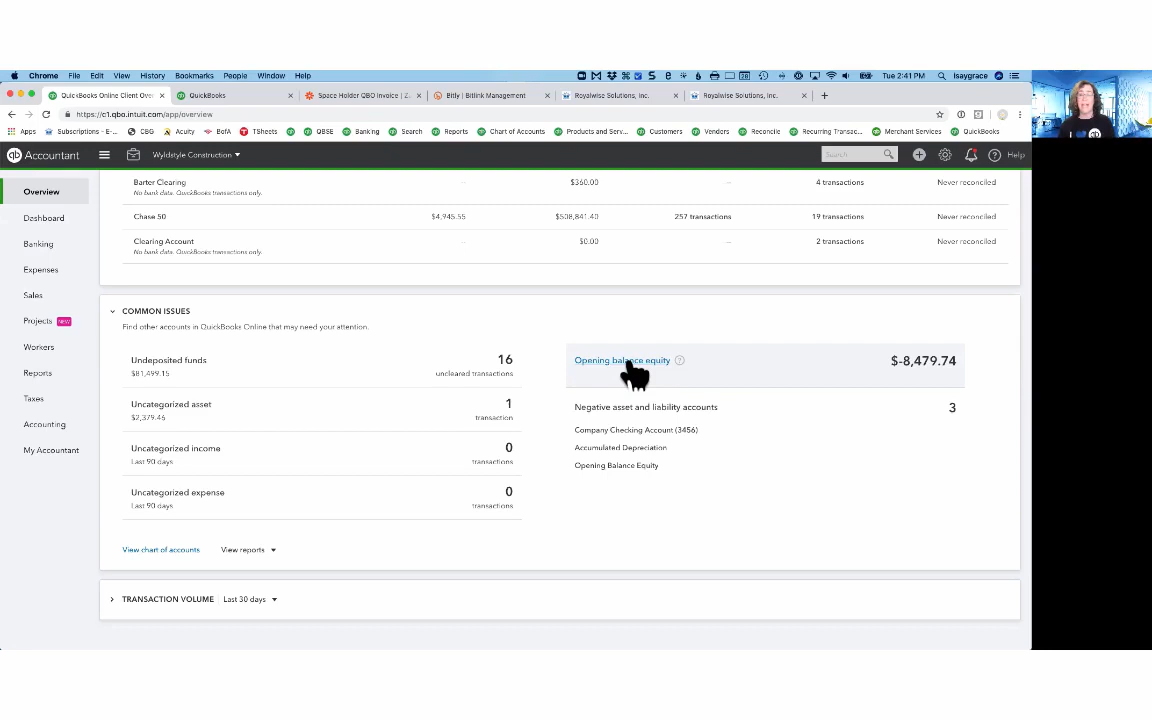 Chrome File Edit View History Bookmarks People Window Help
Tue 2:41 PM lsaygrace
QuickBooks Online Client Over
QuickBooks
Space Holder QBO Invoice | Z
Bitly | Bitlink Management
Royalwise Solutions, Inc.
Royalwise Solutions, Inc.
https://c1.qbo.intuit.com/app/overview
Apps Subscriptions - E... CBG Acuity BofA TSheets QBSE Banking Search Reports Chart of Accounts Products and Serv... Customers Vendors Reconcile Recurring Transac... Merchant Services QuickBooks
qb Accountant
Wyldstyle Construction
Search
Help
Overview
Dashboard
Banking
Expenses
Sales
Projects NEW
Workers
Reports
Taxes
Accounting
My Accountant
Barter Clearing -- $360.00 -- 4 transactions Never reconciled
No bank data. QuickBooks transactions only.
Chase 50 $4,945.55 $508,841.40 257 transactions 19 transactions Never reconciled
Clearing Account -- $0.00 -- 2 transactions Never reconciled
No bank data. QuickBooks transactions only.
COMMON ISSUES
Find other accounts in QuickBooks Online that may need your attention.
Undeposited funds 16
$81,499.15 uncleared transactions
Uncategorized asset 1
$2,379.46 transaction
Uncategorized income 0
Last 90 days transactions
Uncategorized expense 0
Last 90 days transactions
Opening balance equity ? $-8,479.74
Negative asset and liability accounts 3
Company Checking Account (3456)
Accumulated Depreciation
Opening Balance Equity
View chart of accounts View reports
TRANSACTION VOLUME Last 30 days